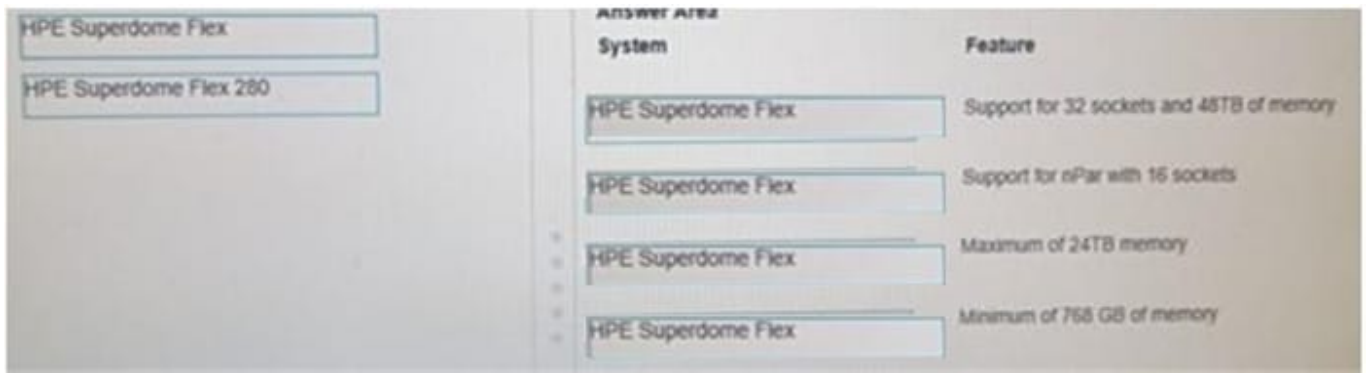 HPE Superdome Flex
HPE Superdome Flex 280
Answer Area
System Feature
HPE Superdome Flex Support for 32 sockets and 48TB of memory
HPE Superdome Flex Support for nPar with 16 sockets
HPE Superdome Flex Maximum of 24TB memory
HPE Superdome Flex Minimum of 768 GB of memory